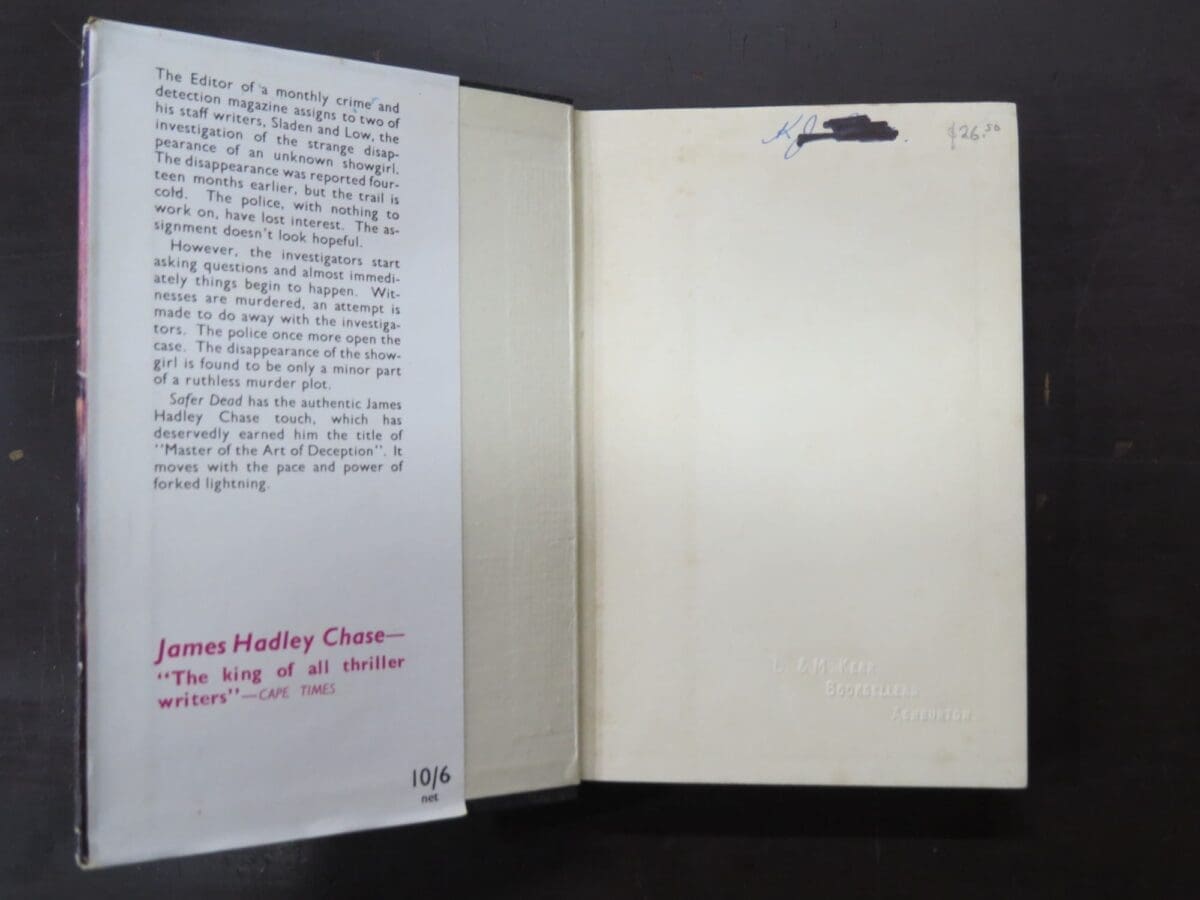 The Editor of a monthly crime and
detection magazine assigns to two of
his staff writers, Sladen and Low, the
investigation of the strange disap-
pearance of an unknown showgirl.
The disappearance was reported four-
teen months earlier, but the trail is
cold. The police, with nothing to
work on, have lost interest. The as-
signment doesn't look hopeful.
However, the investigators start
asking questions and almost immedi-
ately things begin to happen. Wit-
nesses are murdered, an attempt is
made to do away with the investiga-
tors. The police once more open the
case. The disappearance of the show-
girl is found to be only a minor part
of a ruthless murder plot.
Safer Dead has the authentic James
Hadley Chase touch, which has
deservedly earned him the title of
"Master of the Art of Deception". It
moves with the pace and power of
forked lightning.
James Hadley Chase—
"The king of all thriller
writers"—CAPE TIMES
10/6
net
KJ
$26.50
& M
Booksellers
Ashburton